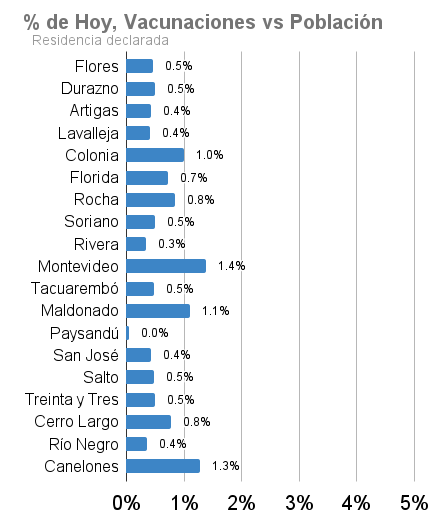 % de Hoy, Vacunaciones vs Población
Residencia declarada
Flores 0.5%
Durazno 0.5%
Artigas 0.4%
Lavalleja 0.4%
Colonia 1.0%
Florida 0.7%
Rocha 0.8%
Soriano 0.5%
Rivera 0.3%
Montevideo 1.4%
Tacuarembó 0.5%
Maldonado 1.1%
Paysandú 0.0%
San José 0.4%
Salto 0.5%
Treinta y Tres 0.5%
Cerro Largo 0.8%
Río Negro 0.4%
Canelones 1.3%
0% 1% 2% 3% 4% 5%